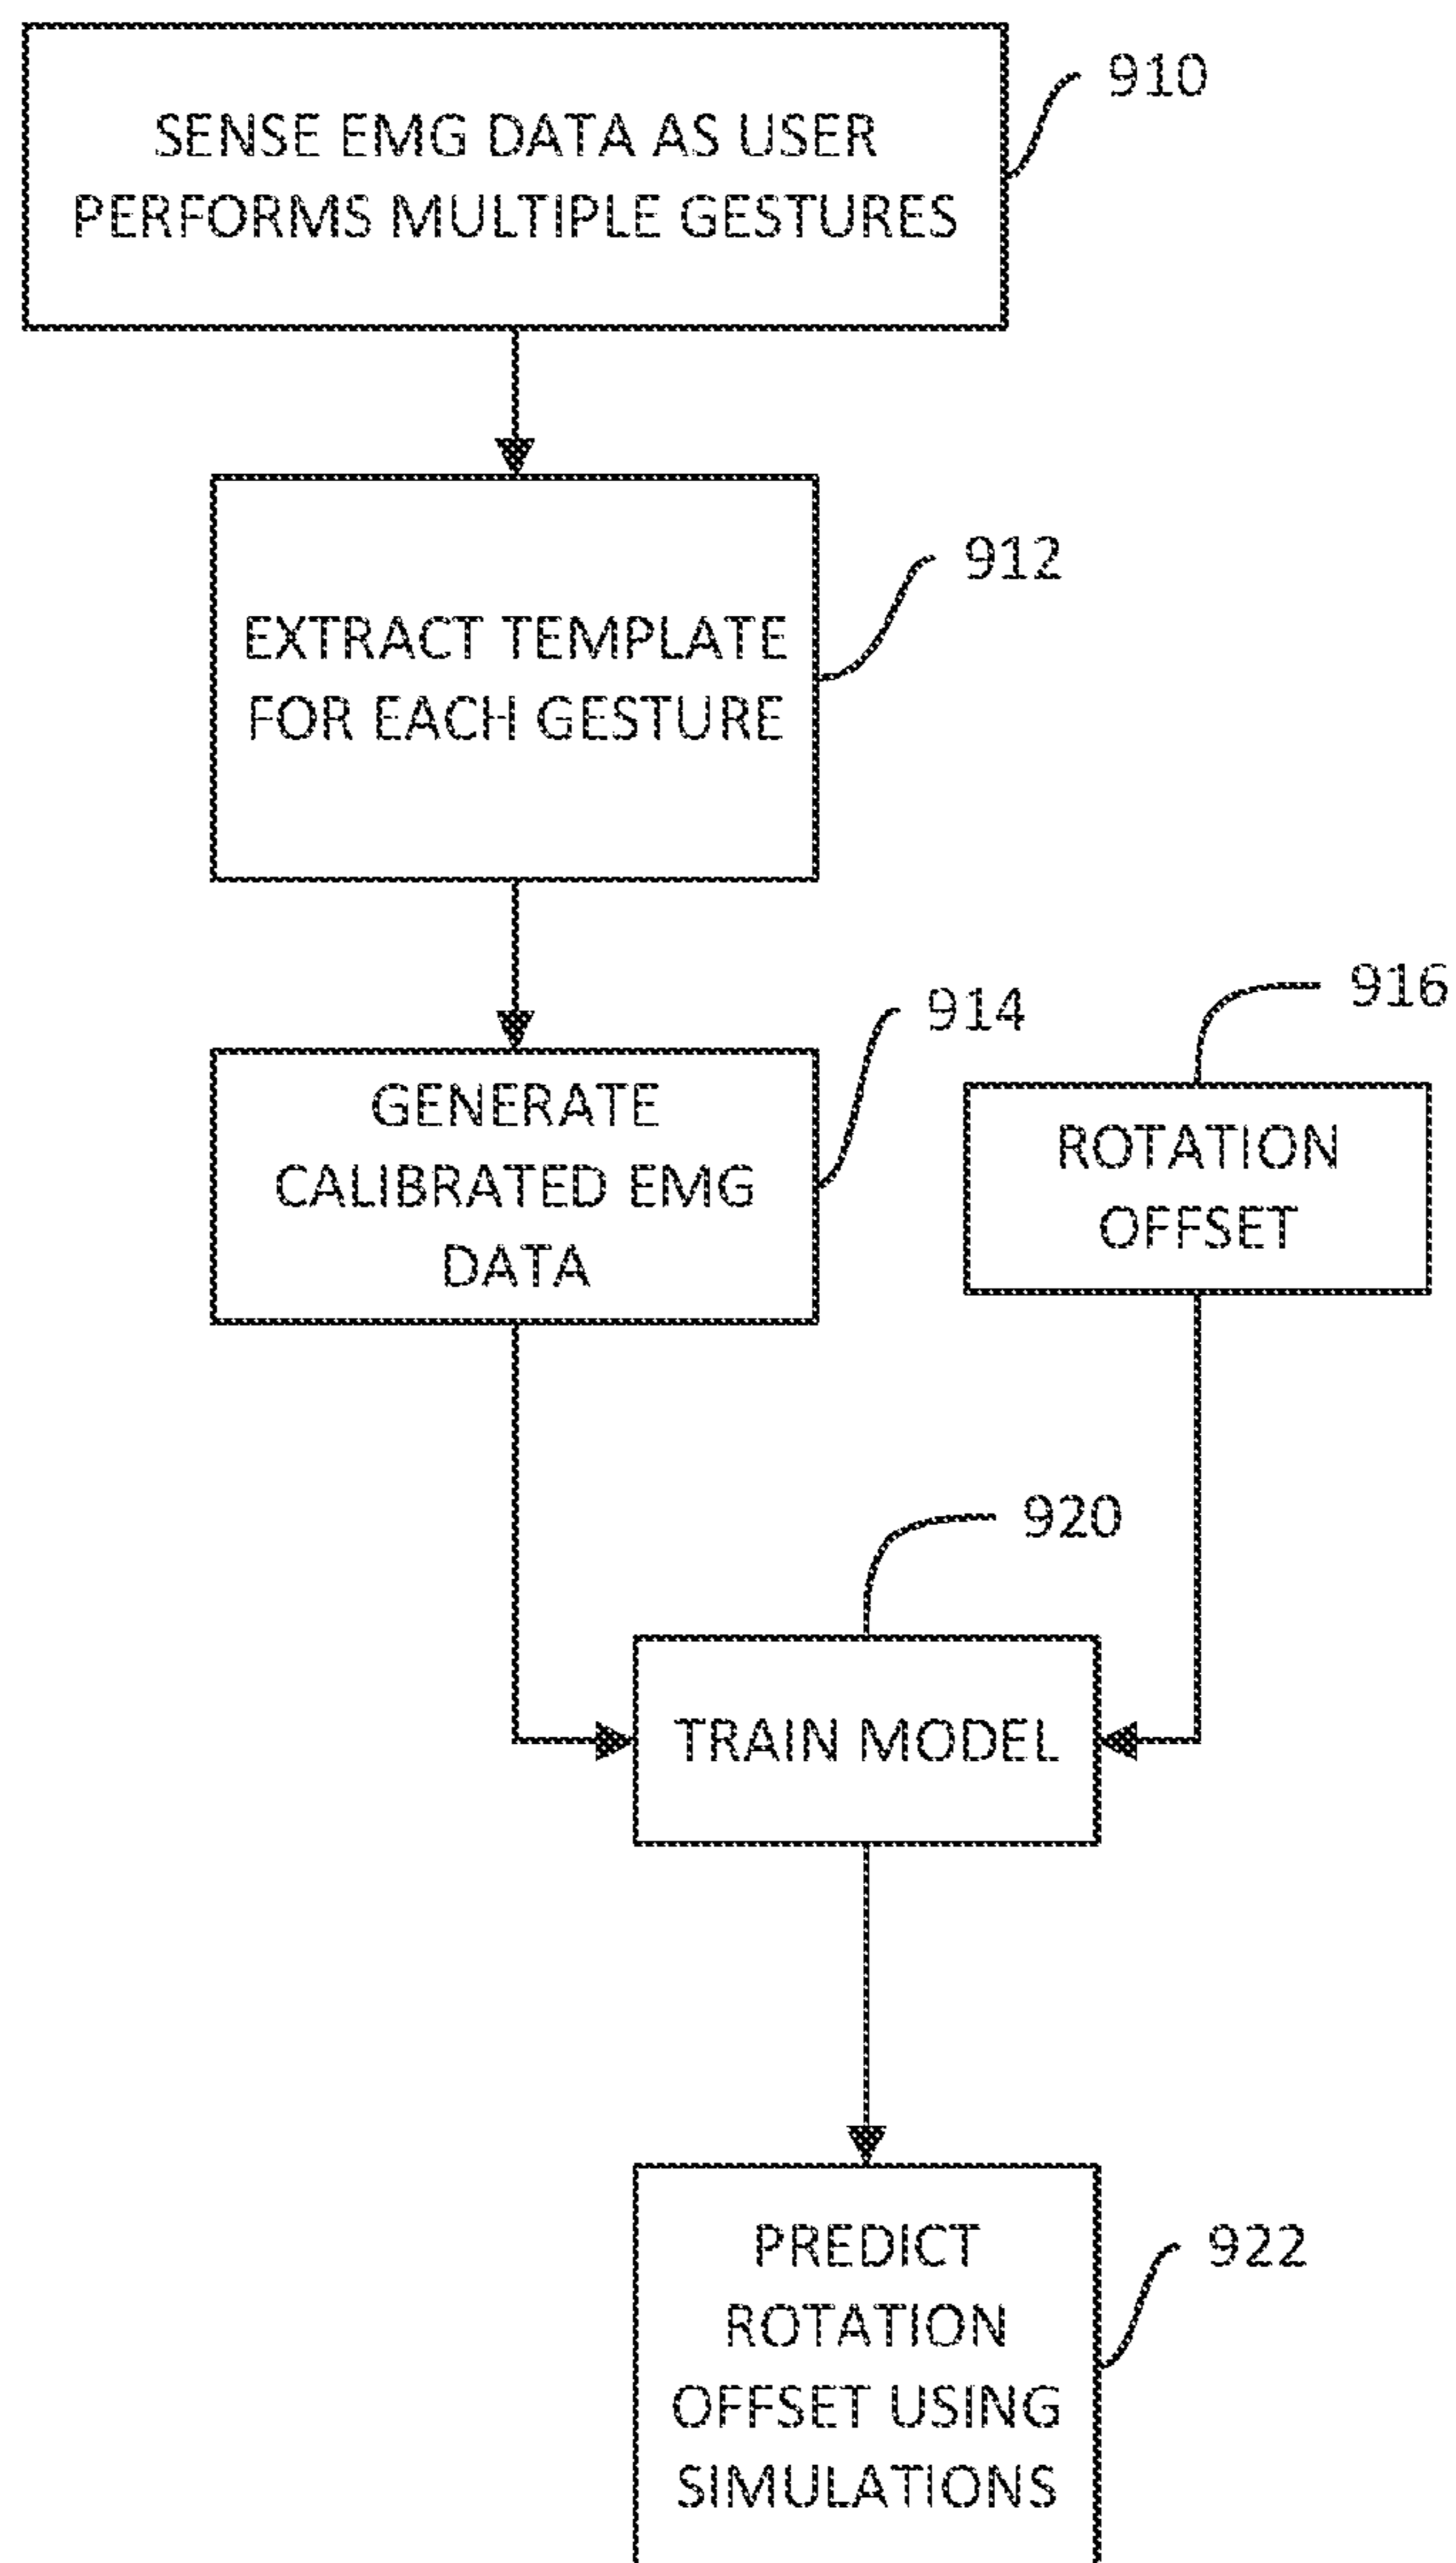 910
SENSE EMG DATA AS USER
PERFORMS MULTIPLE GESTURES
912
EXTRACT TEMPLATE
FOR EACH GESTURE
914
GENERATE
CALIBRATED EMG
DATA
916
ROTATION
OFFSET
920
TRAIN MODEL
922
PREDICT
ROTATION
OFFSET USING
SIMULATIONS